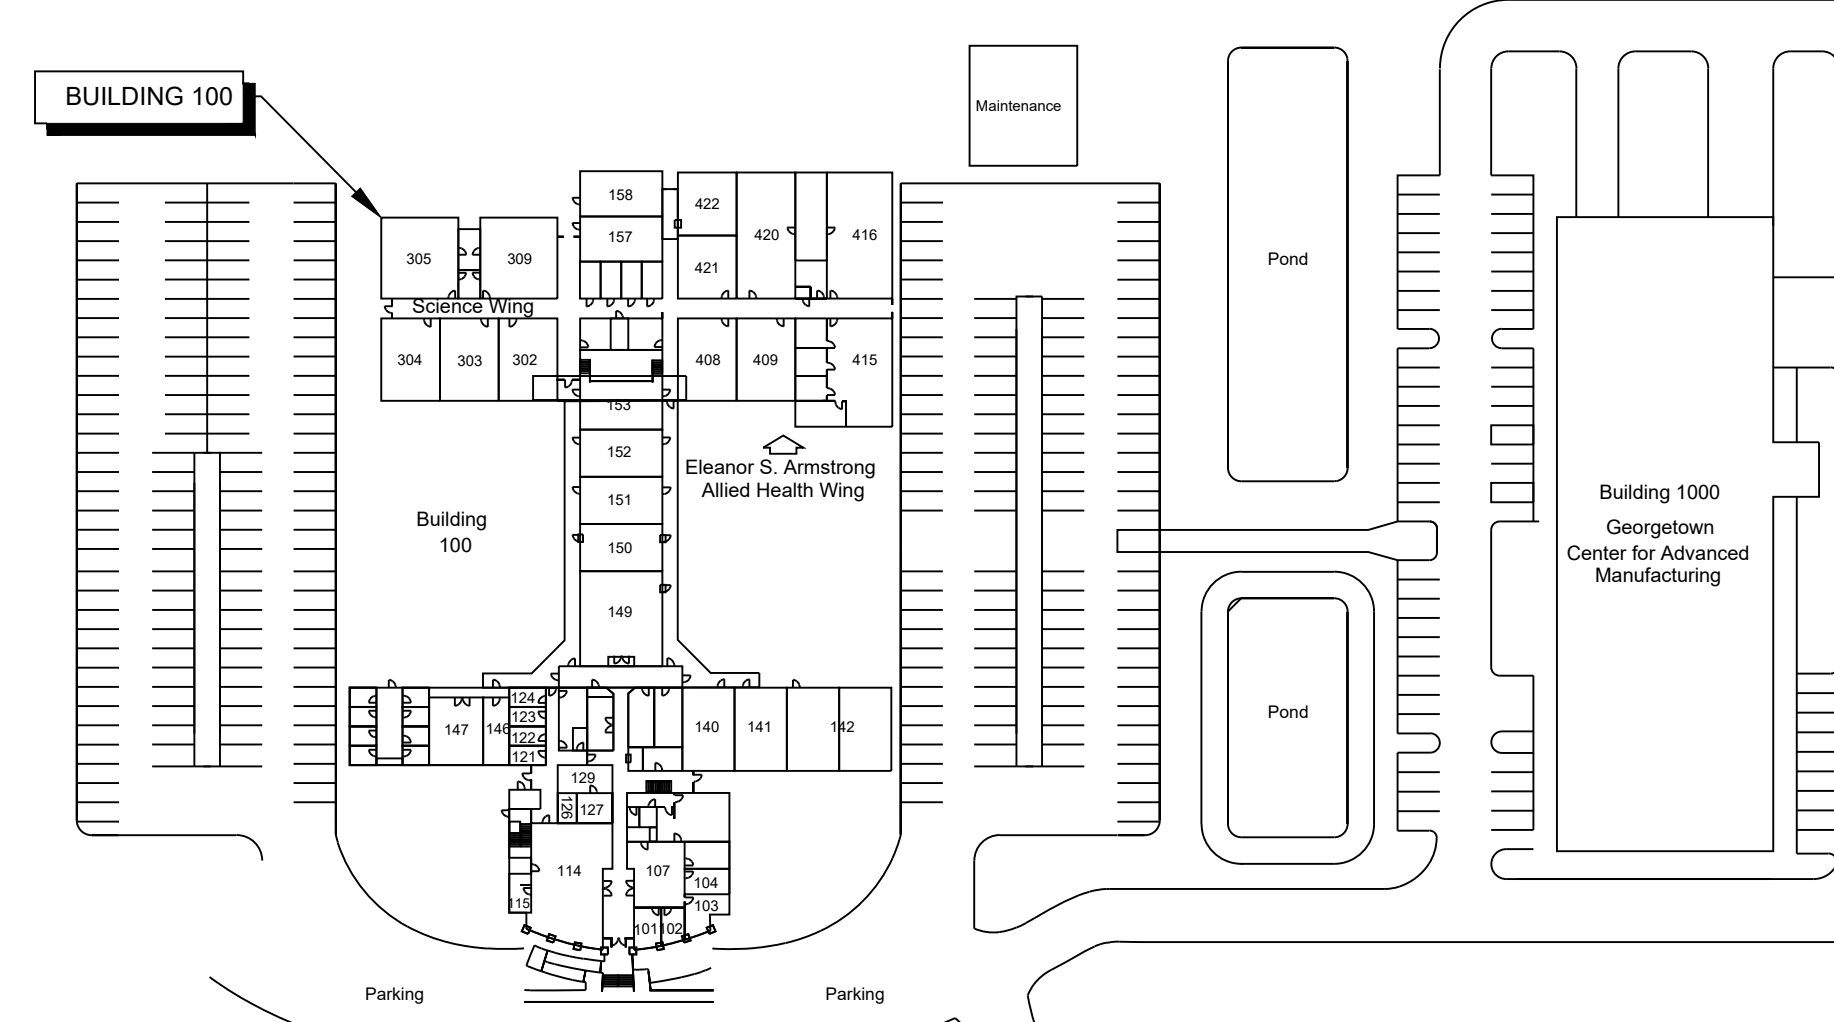 BUILDING 100
Maintenance
158
422
157
420
416
305
309
421
Pond
Science Wing
304
303
302
408
409
415
153
152
Eleanor S. Armstrong
Allied Health Wing
151
Building
100
150
Building 1000
Georgetown
Center for Advanced
Manufacturing
149
124
123
147
146
122
121
140
141
142
Pond
129
126
127
114
107
104
115
103
101
102
Parking
Parking